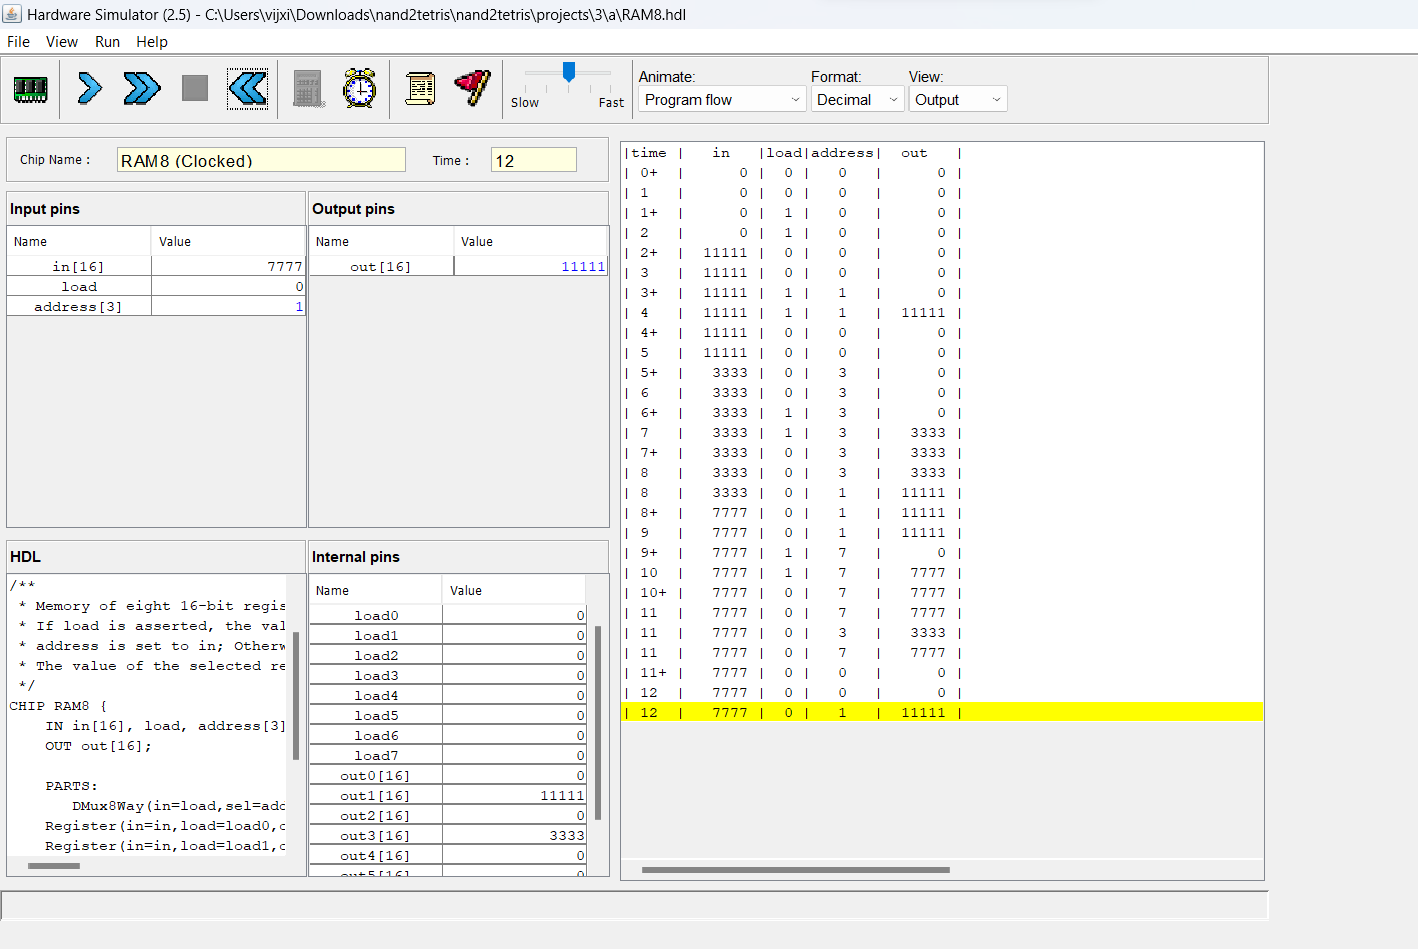 Hardware Simulator (2.5) - C:\Users\vijxi\Downloads\nand2tetris\nand2tetris\projects\3\a\RAM8.hdl
File View Run Help
Slow Fast
Animate: Format: View:
Program flow Decimal Output
Chip Name : RAM8 (Clocked) Time : 12
Input pins
Name Value
in[16] 7777
load 0
address[3] 1
Output pins
Name Value
out[16] 11111
HDL
/**
* Memory of eight 16-bit regis
* If load is asserted, the val
* address is set to in; Otherw
* The value of the selected re
*/
CHIP RAM8 {
IN in[16], load, address[3]
OUT out[16];
PARTS:
DMux8Way(in=load,sel=add
Register(in=in,load=load0,o
Register(in=in,load=load1,o
Internal pins
Name Value
load0 0
load1 0
load2 0
load3 0
load4 0
load5 0
load6 0
load7 0
out0[16] 0
out1[16] 11111
out2[16] 0
out3[16] 3333
out4[16] 0
out5[16] 0
|time | in |load|address| out |
| 0+ | 0 | 0 | 0 | 0 |
| 1 | 0 | 0 | 0 | 0 |
| 1+ | 0 | 1 | 0 | 0 |
| 2 | 0 | 1 | 0 | 0 |
| 2+ | 11111 | 0 | 0 | 0 |
| 3 | 11111 | 0 | 0 | 0 |
| 3+ | 11111 | 1 | 1 | 0 |
| 4 | 11111 | 1 | 1 | 11111 |
| 4+ | 11111 | 0 | 0 | 0 |
| 5 | 11111 | 0 | 0 | 0 |
| 5+ | 3333 | 0 | 3 | 0 |
| 6 | 3333 | 0 | 3 | 0 |
| 6+ | 3333 | 1 | 3 | 0 |
| 7 | 3333 | 1 | 3 | 3333 |
| 7+ | 3333 | 0 | 3 | 3333 |
| 8 | 3333 | 0 | 3 | 3333 |
| 8 | 3333 | 0 | 1 | 11111 |
| 8+ | 7777 | 0 | 1 | 11111 |
| 9 | 7777 | 0 | 1 | 11111 |
| 9+ | 7777 | 1 | 7 | 0 |
| 10 | 7777 | 1 | 7 | 7777 |
| 10+ | 7777 | 0 | 7 | 7777 |
| 11 | 7777 | 0 | 7 | 7777 |
| 11 | 7777 | 0 | 3 | 3333 |
| 11 | 7777 | 0 | 7 | 7777 |
| 11+ | 7777 | 0 | 0 | 0 |
| 12 | 7777 | 0 | 0 | 0 |
| 12 | 7777 | 0 | 1 | 11111 |